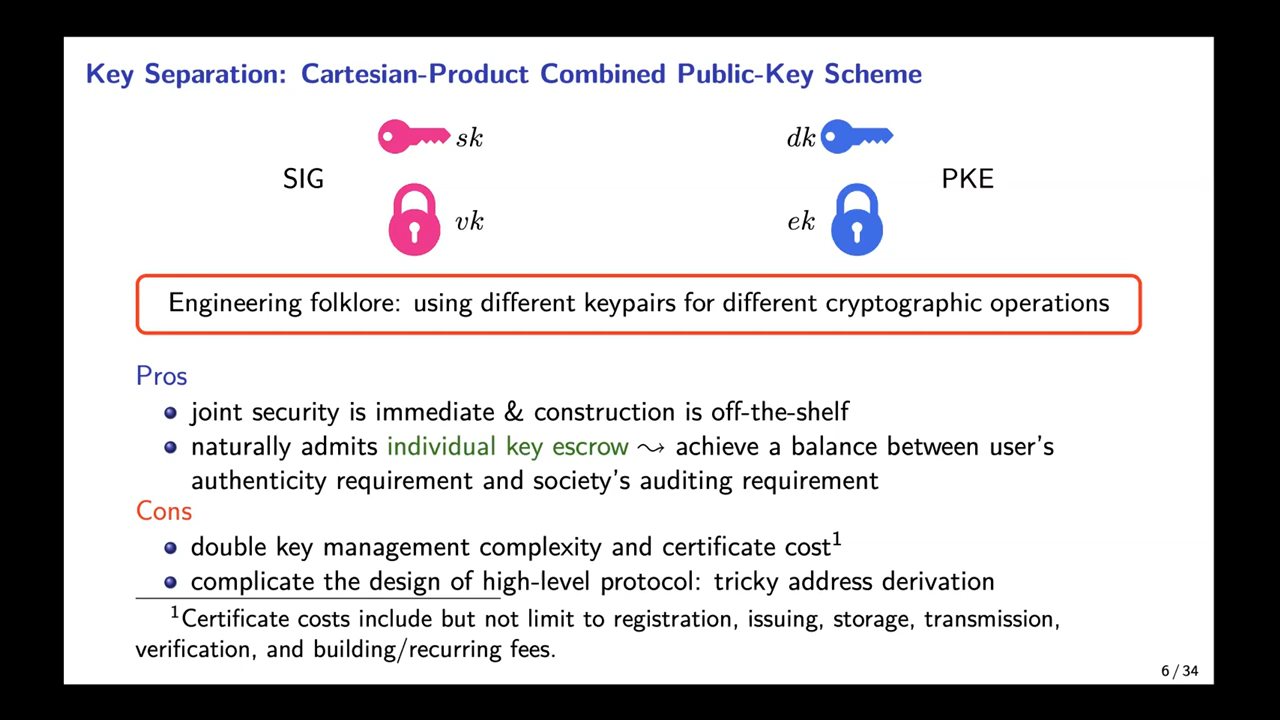 Key Separation: Cartesian-Product Combined Public-Key Scheme
sk
dk
SIG
PKE
vk
ek
Engineering folklore: using different keypairs for different cryptographic operations
Pros
joint security is immediate & construction is off-the-shelf
naturally admits individual key escrow ⤳ achieve a balance between user's
authenticity requirement and society's auditing requirement
Cons
double key management complexity and certificate cost¹
complicate the design of high-level protocol: tricky address derivation
¹Certificate costs include but not limit to registration, issuing, storage, transmission,
verification, and building/recurring fees.
6 / 34